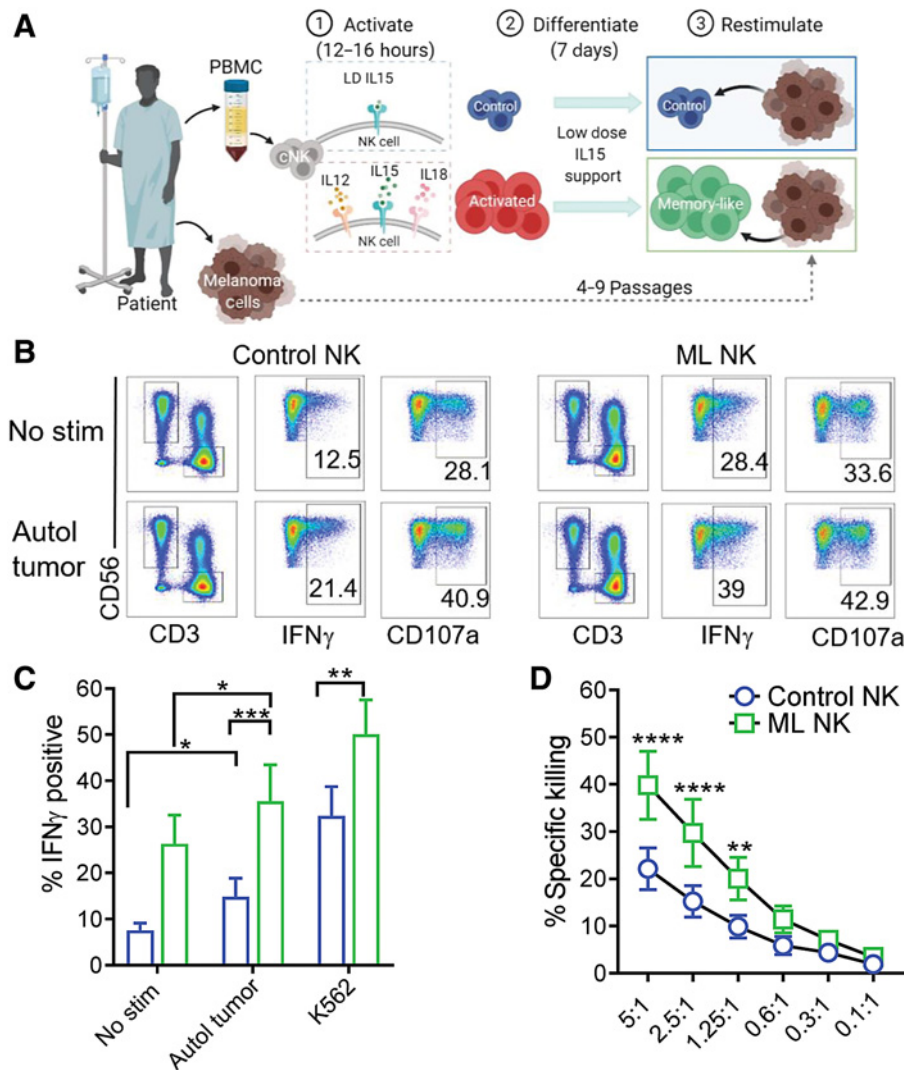 A
① Activate
(12–16 hours)
② Differentiate
(7 days)
③ Restimulate
PBMC
LD IL15
NK cell
cNK
IL12
IL15
IL18
NK cell
Control
Activated
Low dose
IL15
support
Control
Memory-like
Patient
Melanoma
cells
4–9 Passages
B
Control NK
ML NK
No stim
12.5
28.1
28.4
33.6
Autol
tumor
21.4
40.9
39
42.9
CD56
CD3
IFNγ
CD107a
CD3
IFNγ
CD107a
C
% IFNγ positive
60
50
40
30
20
10
0
*
*
***
**
No stim
Autol tumor
K562
D
% Specific killing
60
50
40
30
20
10
0
Control NK
ML NK
****
****
**
5:1
2.5:1
1.25:1
0.6:1
0.3:1
0.1:1